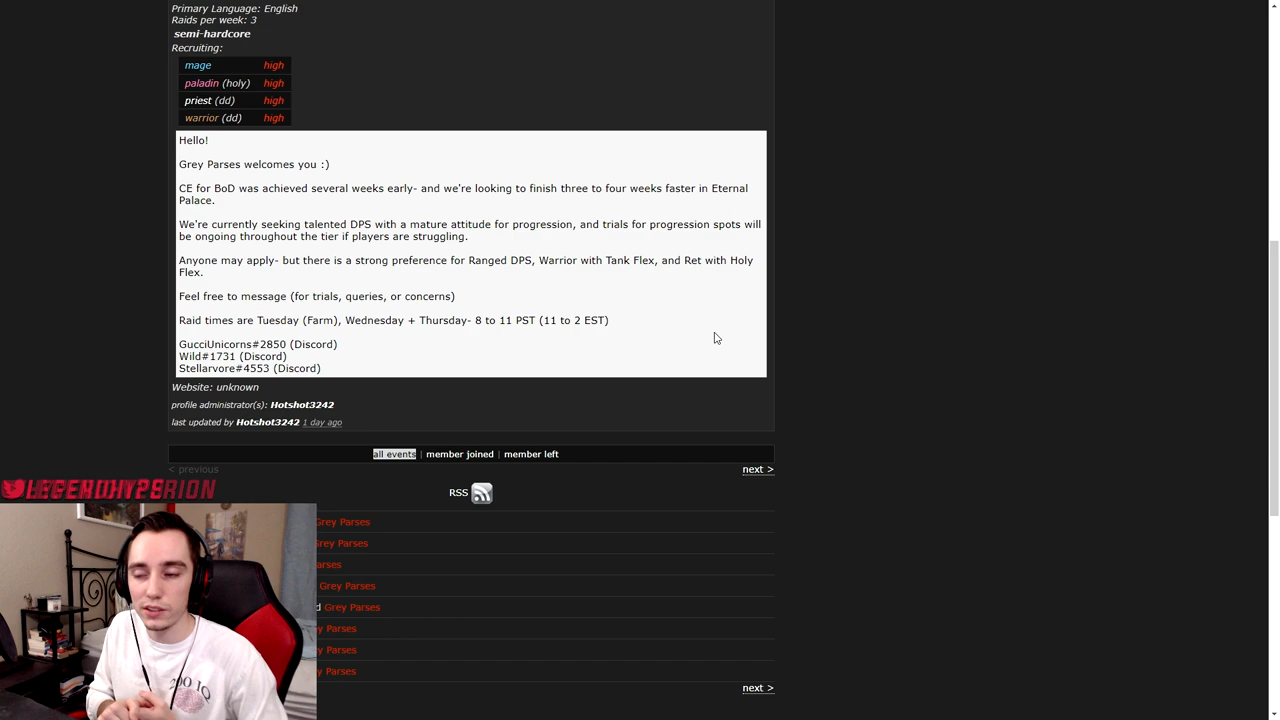 Primary Language: English
Raids per week: 3
semi-hardcore
Recruiting:
mage high
paladin (holy) high
priest (dd) high
warrior (dd) high
Hello!
Grey Parses welcomes you :)
CE for BoD was achieved several weeks early- and we're looking to finish three to four weeks faster in Eternal
Palace.
We're currently seeking talented DPS with a mature attitude for progression, and trials for progression spots will
be ongoing throughout the tier if players are struggling.
Anyone may apply- but there is a strong preference for Ranged DPS, Warrior with Tank Flex, and Ret with Holy
Flex.
Feel free to message (for trials, queries, or concerns)
Raid times are Tuesday (Farm), Wednesday + Thursday- 8 to 11 PST (11 to 2 EST)
GucciUnicorns#2850 (Discord)
Wild#1731 (Discord)
Stellarvore#4553 (Discord)
Website: unknown
profile administrator(s): Hotshot3242
last updated by Hotshot3242 1 day ago
all events | member joined | member left
< previous next >
RSS
Grey Parses
Grey Parses
Parses
Grey Parses
d Grey Parses
y Parses
y Parses
y Parses
next >
200 IQ